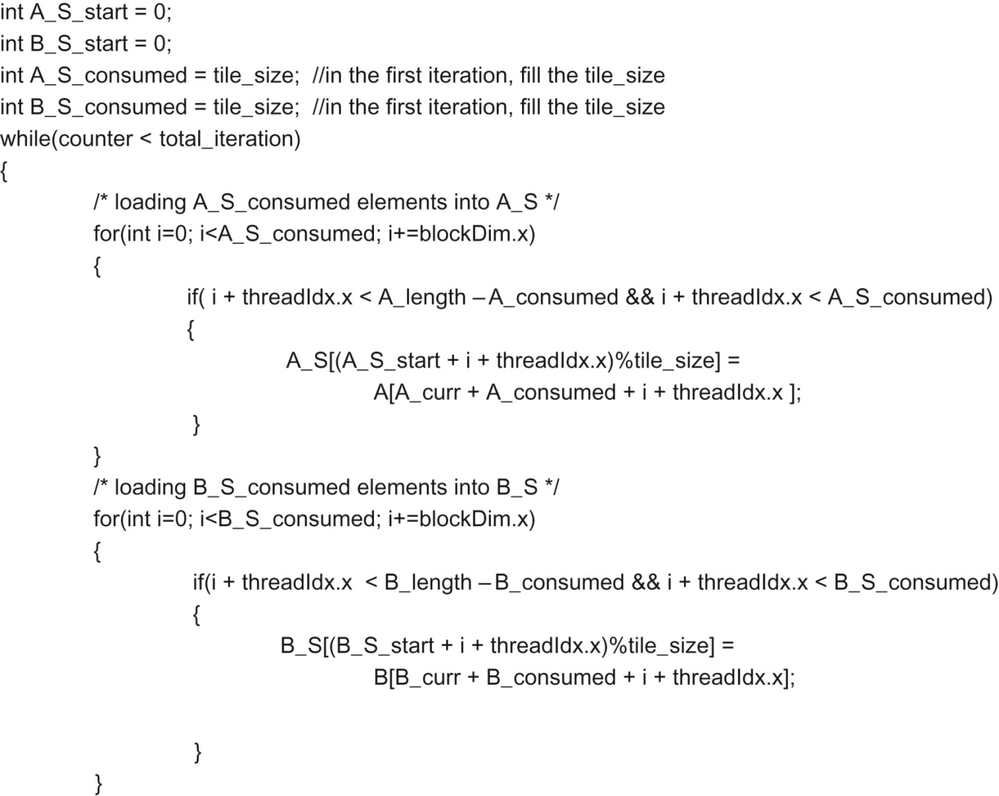 int A_S_start = 0;
int B_S_start = 0;
int A_S_consumed = tile_size;  //in the first iteration, fill the tile_size
int B_S_consumed = tile_size;  //in the first iteration, fill the tile_size
while(counter < total_iteration)
{
/* loading A_S_consumed elements into A_S */
for(int i=0; i<A_S_consumed; i+=blockDim.x)
{
if( i + threadIdx.x < A_length – A_consumed && i + threadIdx.x < A_S_consumed)
{
A_S[(A_S_start + i + threadIdx.x)%tile_size] =
A[A_curr + A_consumed + i + threadIdx.x ];
}
}
/* loading B_S_consumed elements into B_S */
for(int i=0; i<B_S_consumed; i+=blockDim.x)
{
if(i + threadIdx.x  < B_length – B_consumed && i + threadIdx.x < B_S_consumed)
{
B_S[(B_S_start + i + threadIdx.x)%tile_size] =
B[B_curr + B_consumed + i + threadIdx.x];
}
}